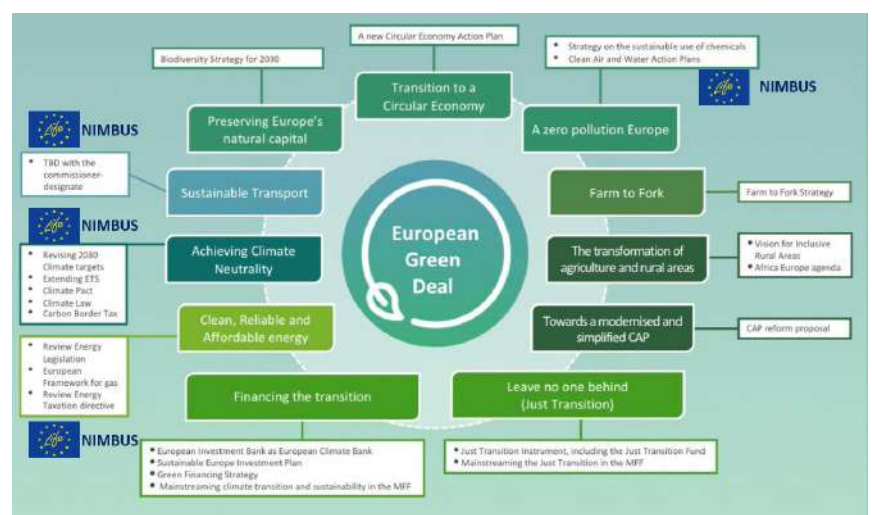 A new Circular Economy Action Plan
Biodiversity Strategy for 2030
• Strategy on the sustainable use of chemicals
• Clean Air and Water Action Plans
Life NIMBUS
Transition to a
Circular Economy
Preserving Europe's
natural capital
A zero pollution Europe
Life NIMBUS
• TBD with the
commissioner-
designate
Sustainable Transport
Farm to Fork
Farm to Fork Strategy
Life NIMBUS
• Revising 2030
Climate targets
• Extending ETS
• Climate Pact
• Climate Law
• Carbon Border Tax
Achieving Climate
Neutrality
European
Green
Deal
The transformation of
agriculture and rural areas
• Vision for Inclusive
Rural Areas
• Africa Europe agenda
Clean, Reliable and
Affordable energy
Towards a modernised and
simplified CAP
CAP reform proposal
• Review Energy
Legislation
• European
Framework for gas
• Review Energy
Taxation directive
Life NIMBUS
Financing the transition
Leave no one behind
(Just Transition)
• European Investment Bank as European Climate Bank
• Sustainable Europe Investment Plan
• Green Financing Strategy
• Mainstreaming climate transition and sustainability in the MFF
• Just Transition Instrument, including the Just Transition Fund
• Mainstreaming the Just Transition in the MFF